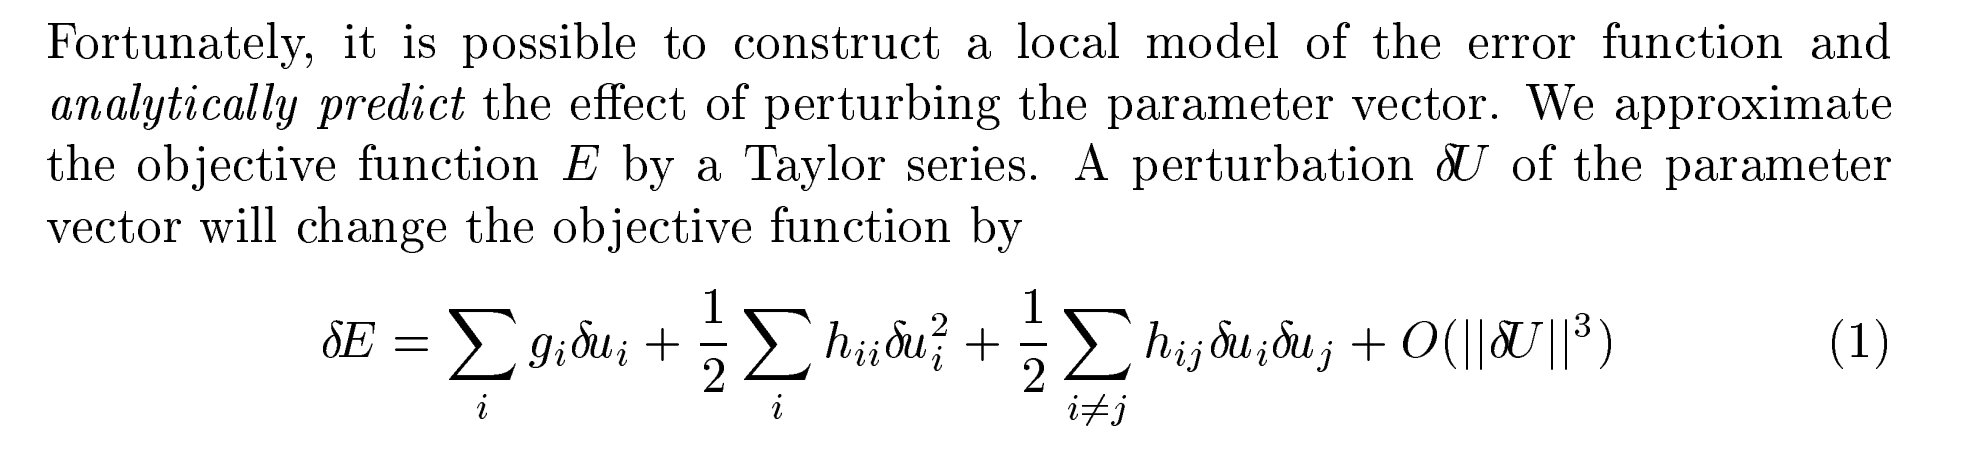 Fortunately, it is possible to construct a local model of the error function and
analytically predict the effect of perturbing the parameter vector. We approximate
the objective function E by a Taylor series. A perturbation δU of the parameter
vector will change the objective function by
δE = ∑_i g_i δu_i + 1/2 ∑_i h_ii δu_i^2 + 1/2 ∑_{i≠j} h_ij δu_i δu_j + O(||δU||^3) (1)